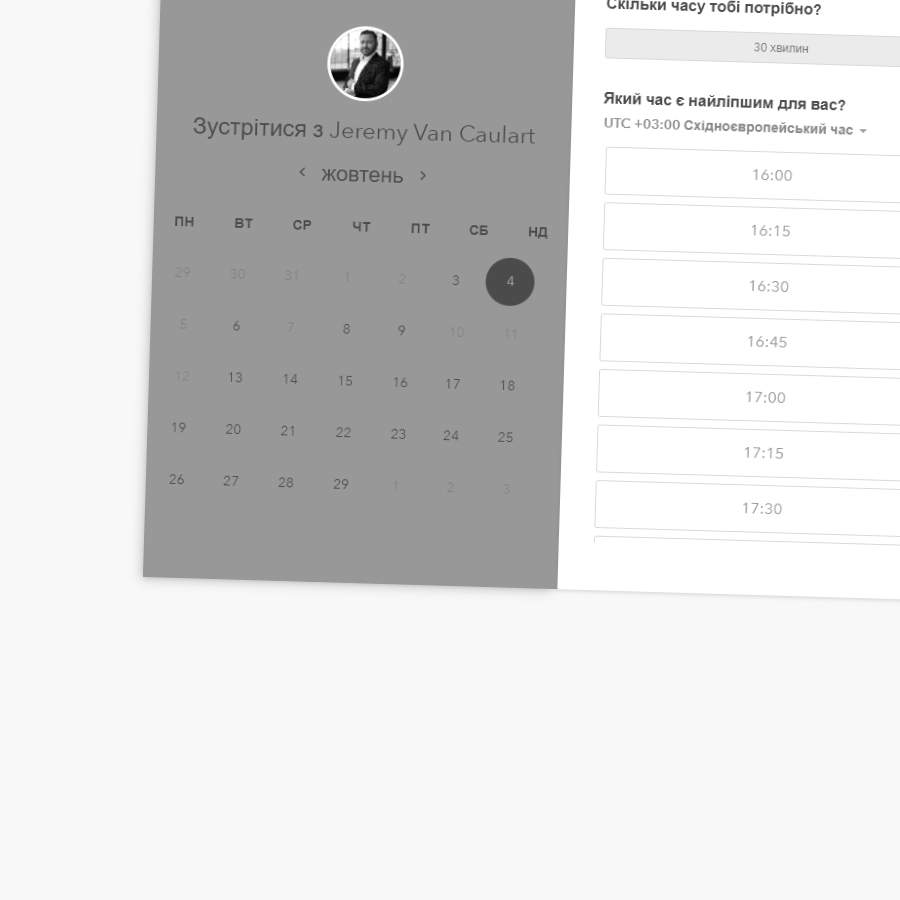 Зустрітися з Jeremy Van Caulart
‹ жовтень ›
ПН ВТ СР ЧТ ПТ СБ НД
29 30 31 1 2 3 4
5 6 7 8 9 10 11
12 13 14 15 16 17 18
19 20 21 22 23 24 25
26 27 28 29 1 2 3
Скільки часу тобі потрібно?
30 хвилин
Який час є найліпшим для вас?
UTC +03:00 Східноєвропейський час
16:00
16:15
16:30
16:45
17:00
17:15
17:30